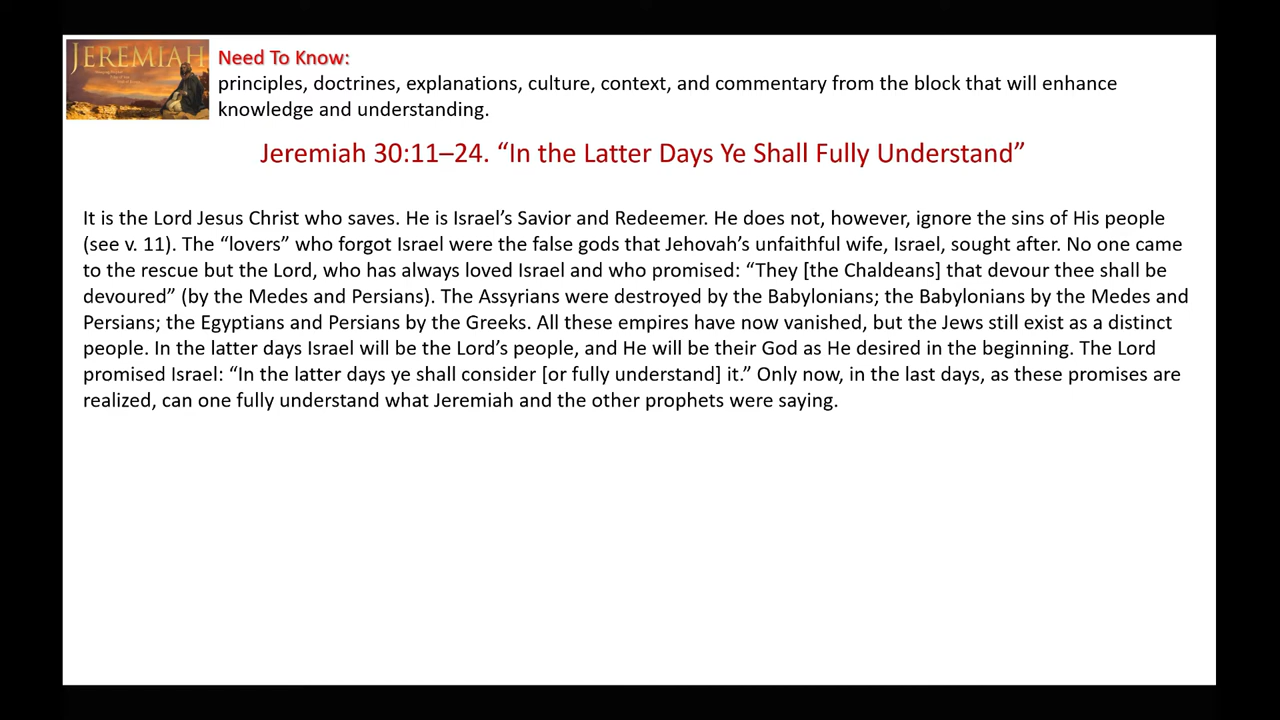 JEREMIAH
Need To Know:
principles, doctrines, explanations, culture, context, and commentary from the block that will enhance
knowledge and understanding.
Jeremiah 30:11–24. “In the Latter Days Ye Shall Fully Understand”
It is the Lord Jesus Christ who saves. He is Israel’s Savior and Redeemer. He does not, however, ignore the sins of His people
(see v. 11). The “lovers” who forgot Israel were the false gods that Jehovah’s unfaithful wife, Israel, sought after. No one came
to the rescue but the Lord, who has always loved Israel and who promised: “They [the Chaldeans] that devour thee shall be
devoured” (by the Medes and Persians). The Assyrians were destroyed by the Babylonians; the Babylonians by the Medes and
Persians; the Egyptians and Persians by the Greeks. All these empires have now vanished, but the Jews still exist as a distinct
people. In the latter days Israel will be the Lord’s people, and He will be their God as He desired in the beginning. The Lord
promised Israel: “In the latter days ye shall consider [or fully understand] it.” Only now, in the last days, as these promises are
realized, can one fully understand what Jeremiah and the other prophets were saying.